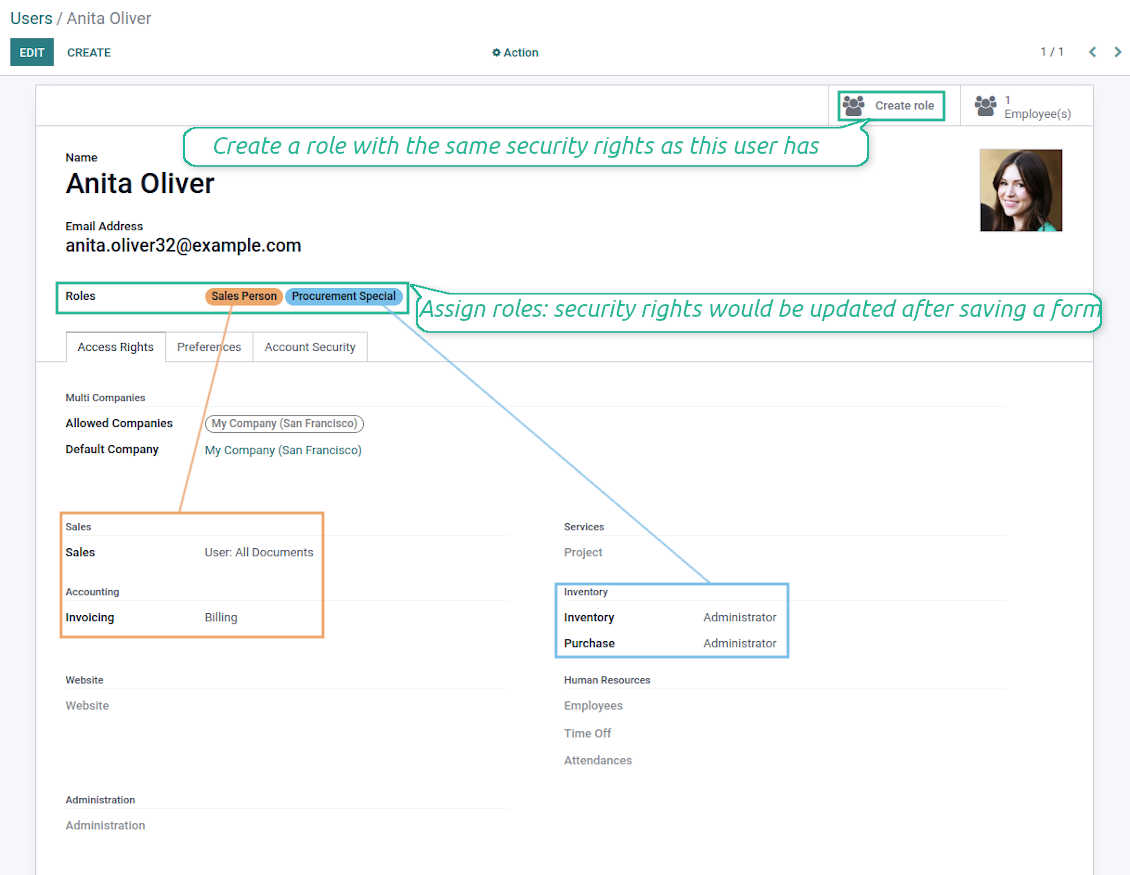 Users / Anita Oliver
EDIT CREATE Action 1 / 1
Create role 1 Employee(s)
Create a role with the same security rights as this user has
Name
Anita Oliver
Email Address
anita.oliver32@example.com
Roles Sales Person Procurement Special
Assign roles: security rights would be updated after saving a form
Access Rights Preferences Account Security
Multi Companies
Allowed Companies My Company (San Francisco)
Default Company My Company (San Francisco)
Sales Services
Sales User: All Documents Project
Accounting Inventory
Invoicing Billing Inventory Administrator
Purchase Administrator
Website Human Resources
Website Employees
Time Off
Attendances
Administration
Administration